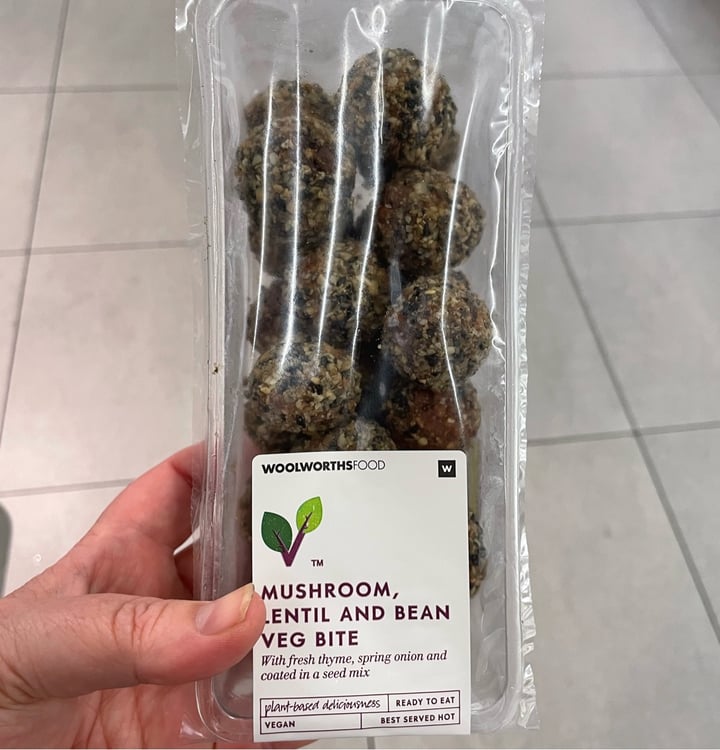 WOOLWORTHSFOOD W
TM
MUSHROOM,
LENTIL AND BEAN
VEG BITE
With fresh thyme, spring onion and
coated in a seed mix
plant-based deliciousness READY TO EAT
VEGAN BEST SERVED HOT